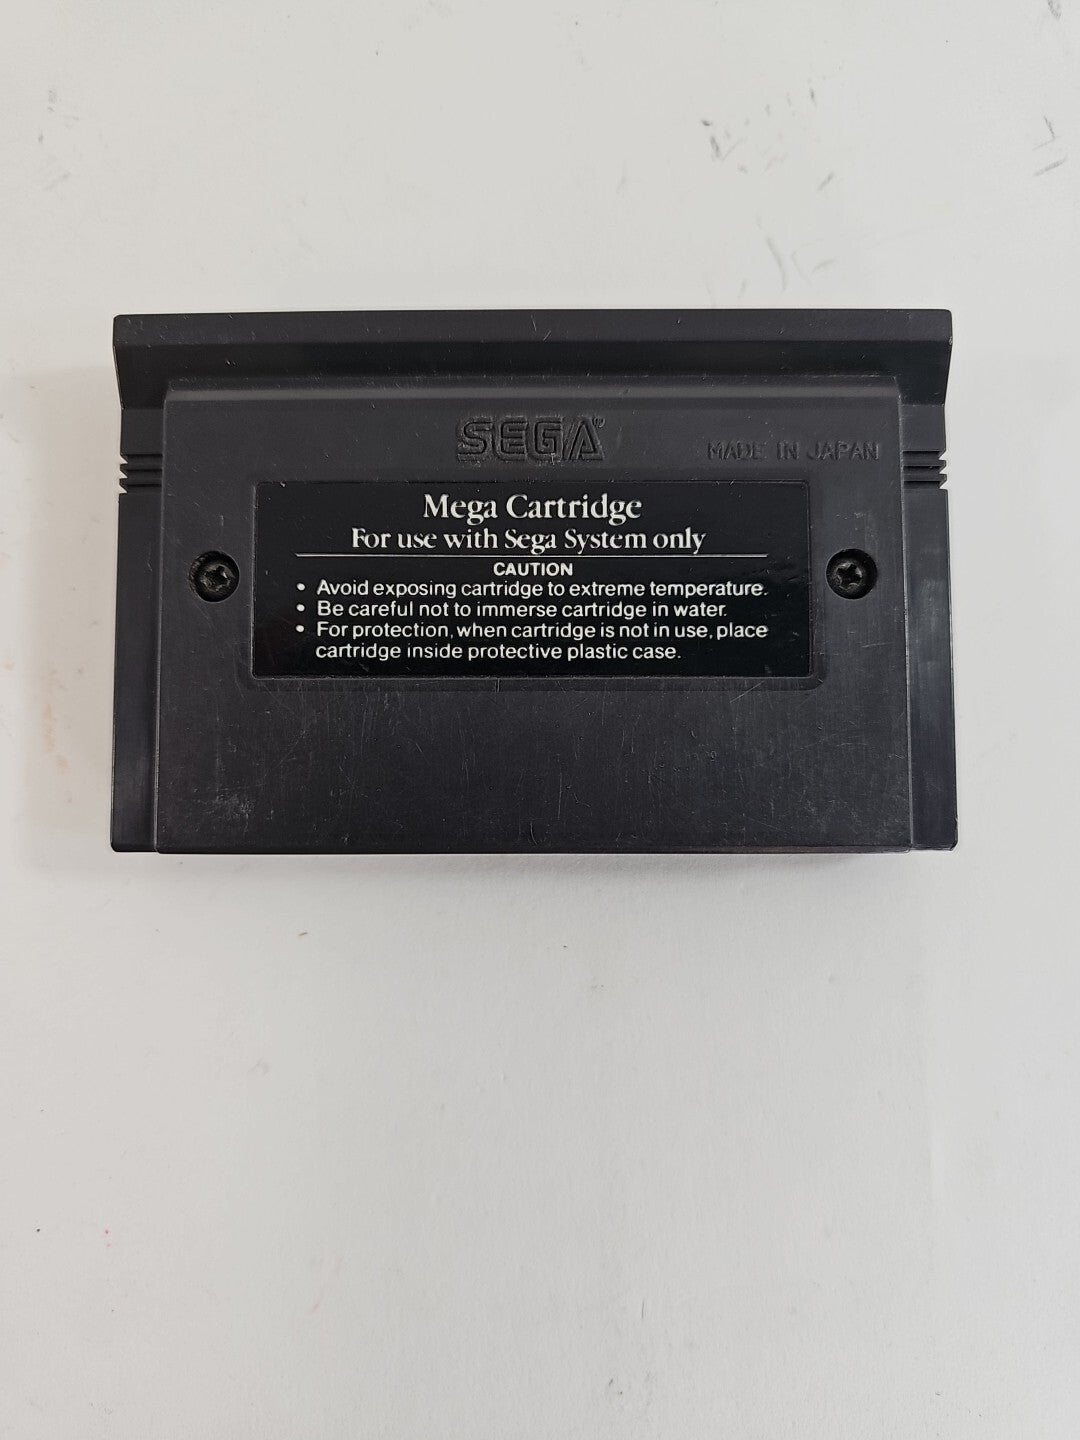 SEGA®
MADE IN JAPAN
Mega Cartridge
For use with Sega System only
CAUTION
• Avoid exposing cartridge to extreme temperature.
• Be careful not to immerse cartridge in water.
• For protection, when cartridge is not in use, place
cartridge inside protective plastic case.